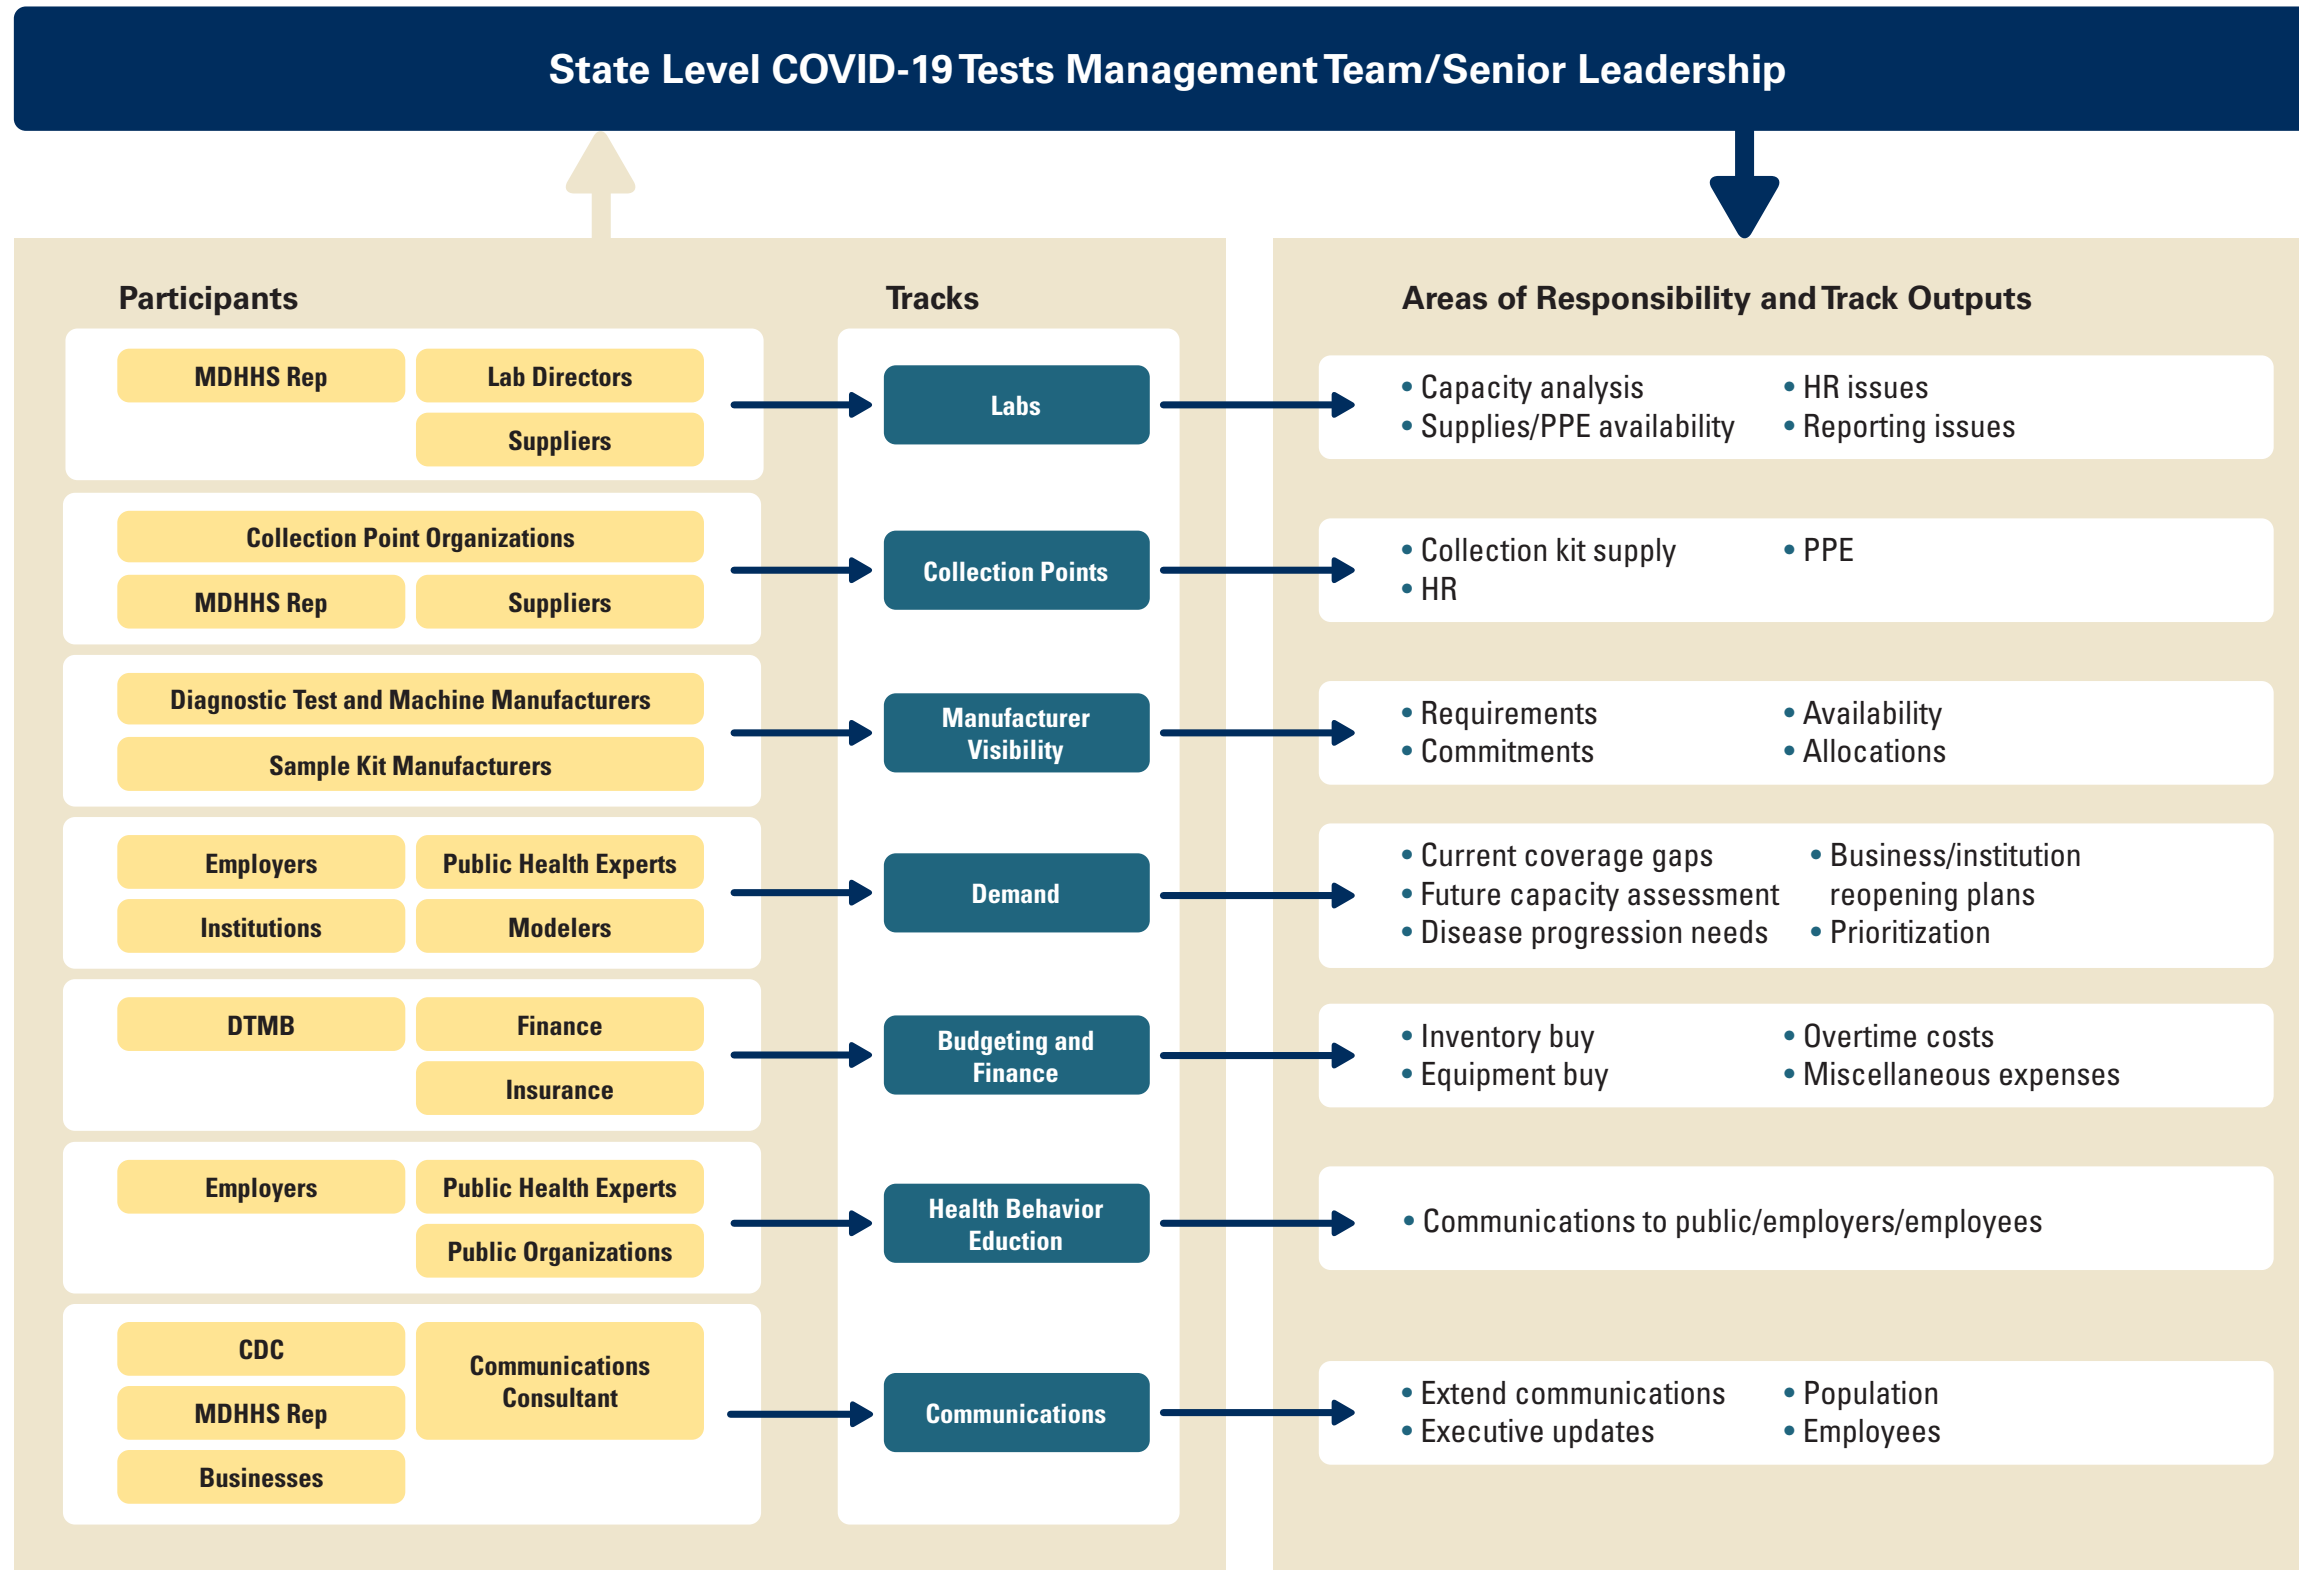 State Level COVID-19 Tests Management Team/Senior Leadership
Participants
Tracks
Areas of Responsibility and Track Outputs
MDHHS Rep
Lab Directors
Suppliers
Labs
• Capacity analysis
• Supplies/PPE availability
• HR issues
• Reporting issues
Collection Point Organizations
MDHHS Rep
Suppliers
Collection Points
• Collection kit supply
• HR
• PPE
Diagnostic Test and Machine Manufacturers
Sample Kit Manufacturers
Manufacturer
Visibility
• Requirements
• Commitments
• Availability
• Allocations
Employers
Public Health Experts
Institutions
Modelers
Demand
• Current coverage gaps
• Future capacity assessment
• Disease progression needs
• Business/institution
reopening plans
• Prioritization
DTMB
Finance
Insurance
Budgeting and
Finance
• Inventory buy
• Equipment buy
• Overtime costs
• Miscellaneous expenses
Employers
Public Health Experts
Public Organizations
Health Behavior
Eduction
• Communications to public/employers/employees
CDC
MDHHS Rep
Businesses
Communications
Consultant
Communications
• Extend communications
• Executive updates
• Population
• Employees